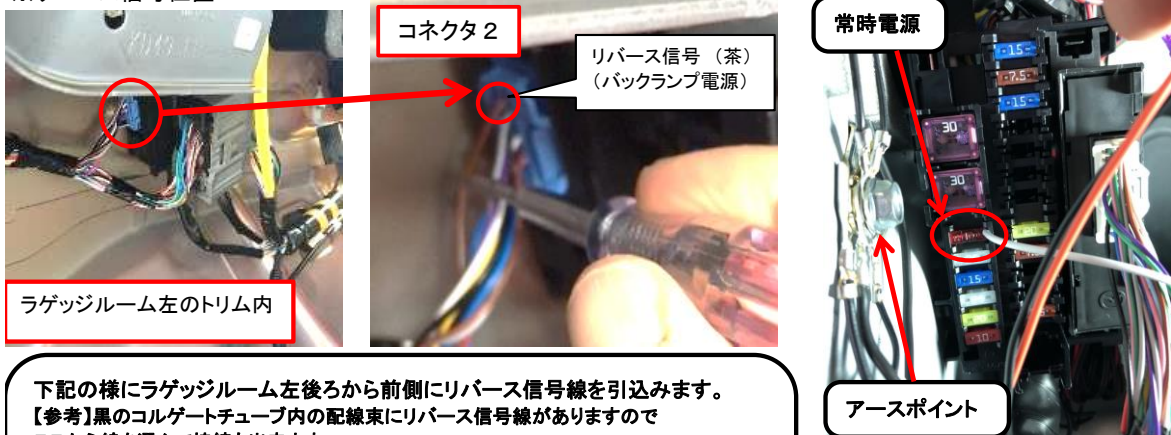 コネクタ２
リバース信号（茶）
（バックランプ電源）
常時電源
30
30
15
7.5
15
15
10
ラゲッジルーム左のトリム内
アースポイント
下記の様にラゲッジルーム左後ろから前側にリバース信号線を引込みます。
【参考】黒のコルゲートチューブ内の配線束にリバース信号線がありますので